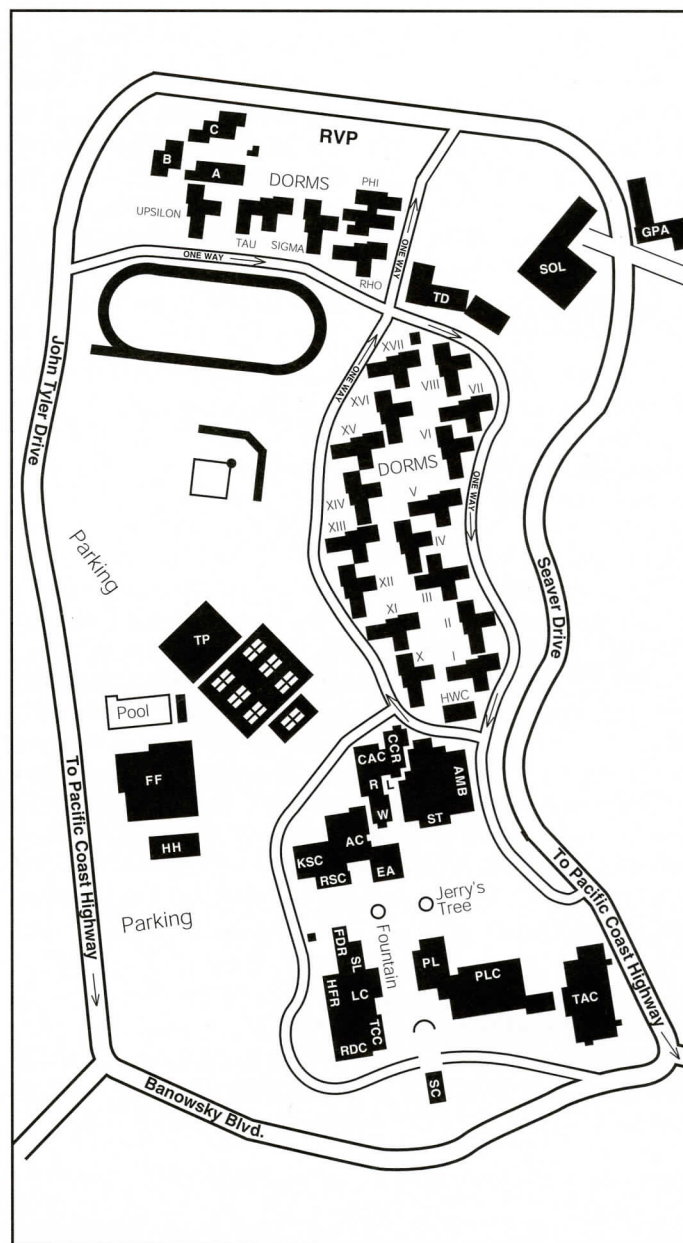 C
RVP
B
A
DORMS
PHI
UPSILON
TAU
SIGMA
RHO
ONE WAY
ONE WAY
GPA
SOL
TD
XVII
VIII
VII
ONE WAY
XVI
XV
VI
DORMS
John Tyler Drive
V
XIV
XIII
IV
ONE WAY
Parking
XII
III
Seaver Drive
XI
II
TP
X
I
HWC
Pool
CCR
CAC
FF
R
L
AMB
W
ST
HH
AC
KSC
EA
RSC
To Pacific Coast Highway
To Pacific Coast Highway
Jerry's
Tree
Parking
Fountain
FDR
SL
PL
PLC
HFR
LC
TAC
TCC
RDC
SC
Banowsky Blvd.